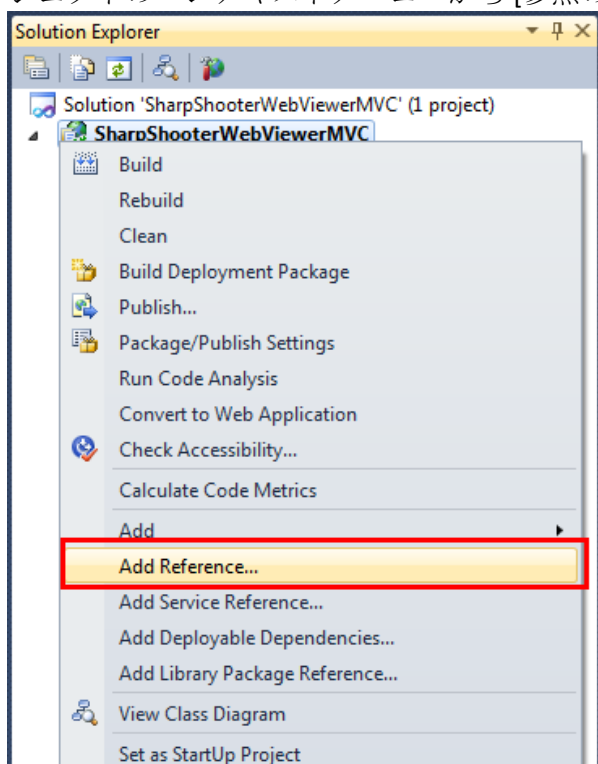 Solution Explorer
Solution 'SharpShooterWebViewerMVC' (1 project)
SharpShooterWebViewerMVC
Build
Rebuild
Clean
Build Deployment Package
Publish...
Package/Publish Settings
Run Code Analysis
Convert to Web Application
Check Accessibility...
Calculate Code Metrics
Add
Add Reference...
Add Service Reference...
Add Deployable Dependencies...
Add Library Package Reference...
View Class Diagram
Set as StartUp Project